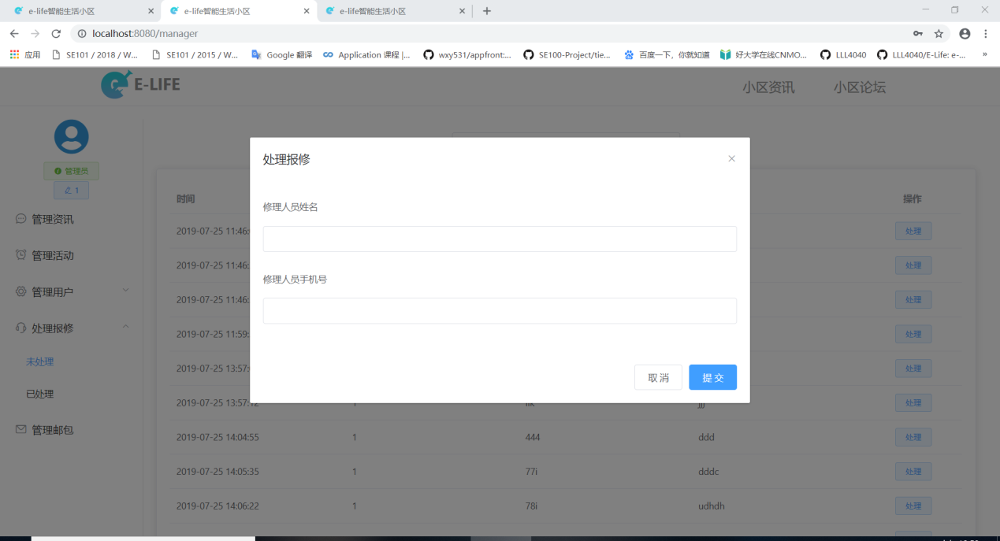 e-life智能生活小区
e-life智能生活小区
e-life智能生活小区
localhost:8080/manager
应用
SE101 / 2018 / W...
SE101 / 2015 / W...
Google 翻译
Application 课程 |...
wxy531/appfront:...
SE100-Project/tie...
百度一下，你就知道
好大学在线CNMO...
LLL4040
LLL4040/E-Life: e-...
»
E-LIFE
小区资讯
小区论坛
管理员
1
管理资讯
管理活动
管理用户
处理报修
未处理
已处理
管理邮包
处理报修
修理人员姓名
修理人员手机号
取消
提交
时间
操作
2019-07-25 11:46:
处理
2019-07-25 11:46:
处理
2019-07-25 11:46:
处理
2019-07-25 11:59:
处理
2019-07-25 13:57:
处理
2019-07-25 13:57:12
1
jjj
处理
2019-07-25 14:04:55
1
444
ddd
处理
2019-07-25 14:05:35
1
77i
dddc
处理
2019-07-25 14:06:22
1
78i
udhdh
处理